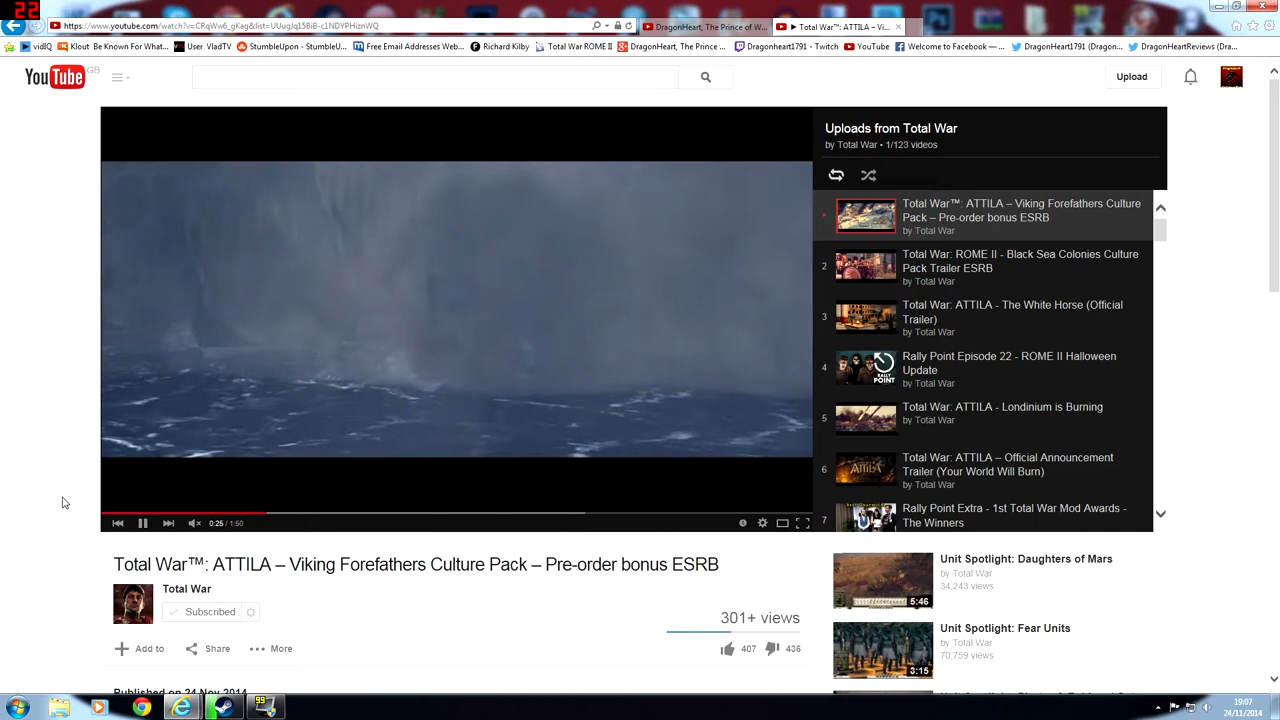 22
https://www.youtube.com/watch?v=CRqWw6_gKag&list=UUugJq15BiB-c1NDYPHiznWQ
DragonHeart, The Prince of W...
Total War™: ATTILA – Vi...
vidIQ
Klout Be Known For What...
User VladTV
StumbleUpon - StumbleU...
Free Email Addresses Web...
Richard Kilby
Total War ROME II
DragonHeart, The Prince ...
Dragonheart1791 - Twitch
YouTube
Welcome to Facebook — ...
DragonHeart1791 (Dragon...
DragonHeartReviews (Dra...
YouTube GB
Upload
Uploads from Total War
by Total War • 1/123 videos
Total War™: ATTILA – Viking Forefathers Culture
Pack – Pre-order bonus ESRB
by Total War
2
Total War: ROME II - Black Sea Colonies Culture
Pack Trailer ESRB
by Total War
3
Total War: ATTILA - The White Horse (Official
Trailer)
by Total War
4
RALLY
POINT
Rally Point Episode 22 - ROME II Halloween
Update
by Total War
5
Total War: ATTILA - Londinium is Burning
by Total War
6
ATTILA
Total War: ATTILA – Official Announcement
Trailer (Your World Will Burn)
by Total War
7
Rally Point Extra - 1st Total War Mod Awards -
The Winners
0:25 / 1:50
Total War™: ATTILA – Viking Forefathers Culture Pack – Pre-order bonus ESRB
Total War
Subscribed
301+ views
Add to
Share
More
407
436
Published on 24 Nov 2014
5:46
Unit Spotlight: Daughters of Mars
by Total War
34,243 views
3:15
Unit Spotlight: Fear Units
by Total War
70,759 views
99
19:07
24/11/2014